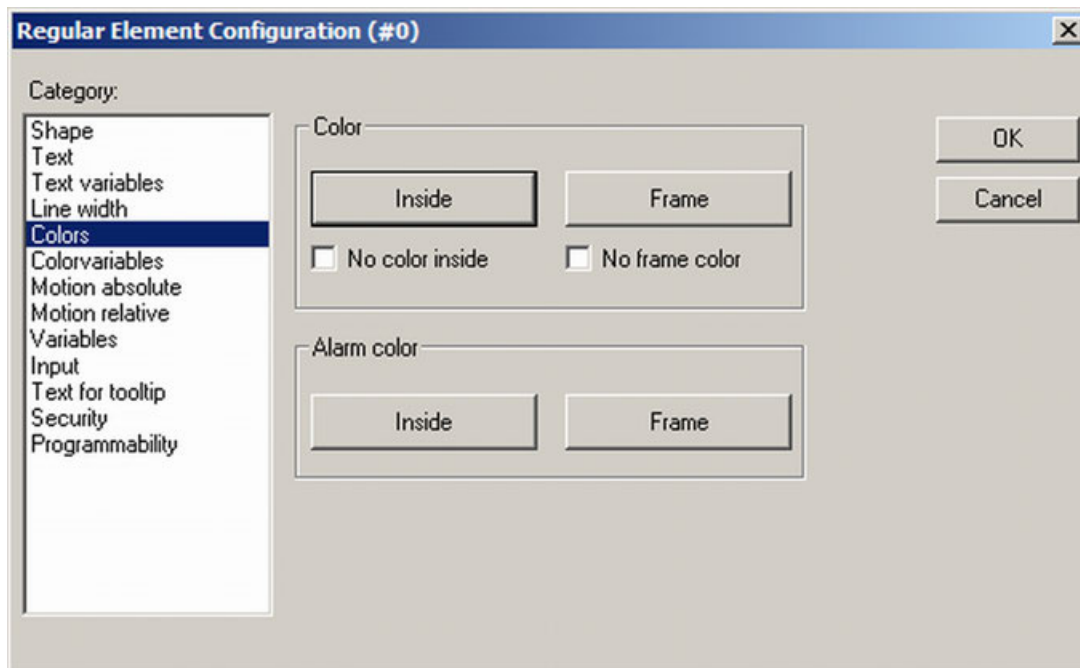 Regular Element Configuration (#0)
Category:
Shape
Text
Text variables
Line width
Colors
Colorvariables
Motion absolute
Motion relative
Variables
Input
Text for tooltip
Security
Programmability
Color
Inside
Frame
No color inside
No frame color
Alarm color
Inside
Frame
OK
Cancel